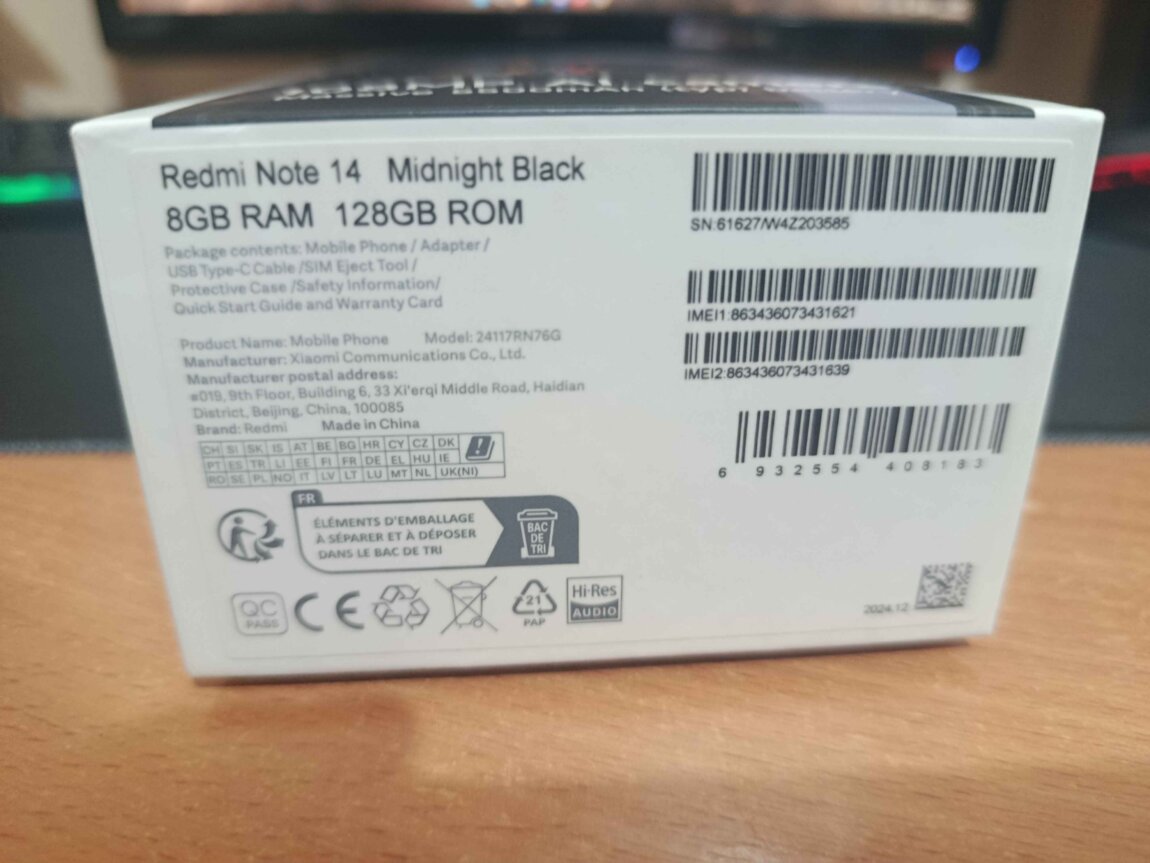 Redmi Note 14 Midnight Black
8GB RAM 128GB ROM
Package contents: Mobile Phone / Adapter /
USB Type-C Cable /SIM Eject Tool /
Protective Case /Safety Information/
Quick Start Guide and Warranty Card
Product Name: Mobile Phone Model: 24117RN76G
Manufacturer: Xiaomi Communications Co., Ltd.
Manufacturer postal address:
#019, 9th Floor, Building 6, 33 Xi'erqi Middle Road, Haidian
District, Beijing, China, 100085
Brand: Redmi Made in China
CH SI SK IS AT BE BG HR CY CZ DK
PT ES TR LI EE FI FR DE EL HU IE
RO SE PL NO IT LV LT LU MT NL UK(NI)
FR
ÉLÉMENTS D'EMBALLAGE
À SÉPARER ET À DÉPOSER
DANS LE BAC DE TRI
BAC
DE
TRI
QC
PASS
CE
21
PAP
Hi-Res
AUDIO
SN:61627/W4Z203585
IMEI1:863436073431621
IMEI2:863436073431639
6 932554 408183
2024.12